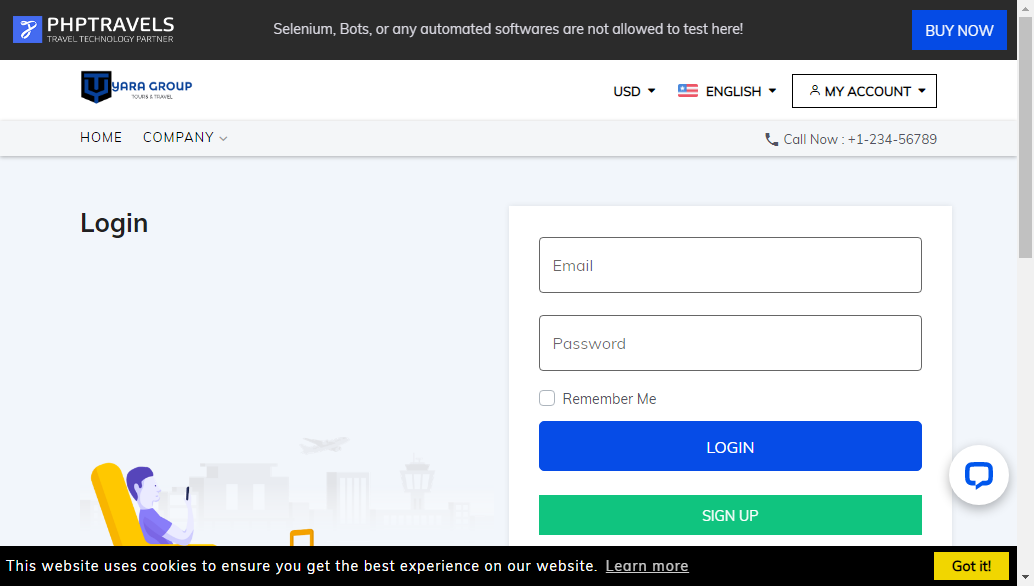 PHPTRAVELS
TRAVEL TECHNOLOGY PARTNER
Selenium, Bots, or any automated softwares are not allowed to test here!
BUY NOW
YARA GROUP
TOURS & TRAVEL
USD
ENGLISH
MY ACCOUNT
HOME
COMPANY
Call Now : +1-234-56789
Login
Email
Password
Remember Me
LOGIN
SIGN UP
This website uses cookies to ensure you get the best experience on our website. Learn more
Got it!